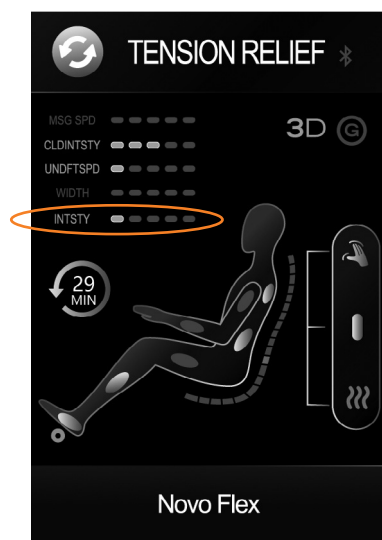 TENSION RELIEF
MSG SPD
3D G
CLDINTSTY
UNDFTSPD
WIDTH
INTSTY
29
MIN
Novo Flex